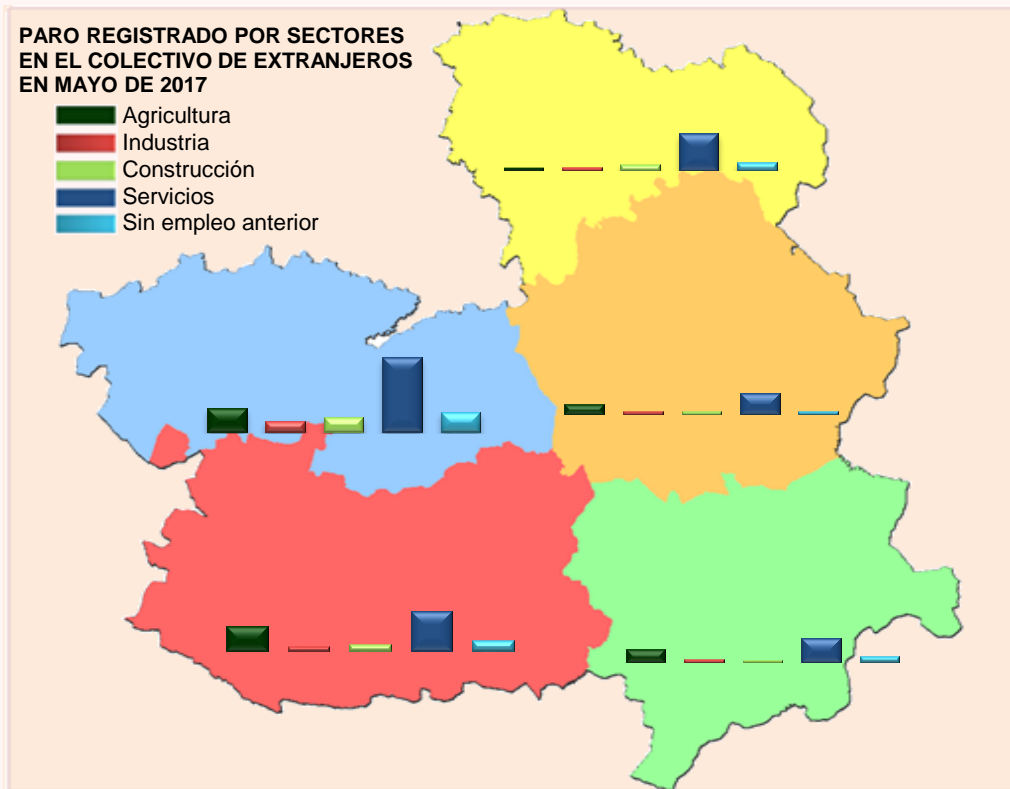 PARO REGISTRADO POR SECTORES
EN EL COLECTIVO DE EXTRANJEROS
EN MAYO DE 2017
Agricultura
Industria
Construcción
Servicios
Sin empleo anterior